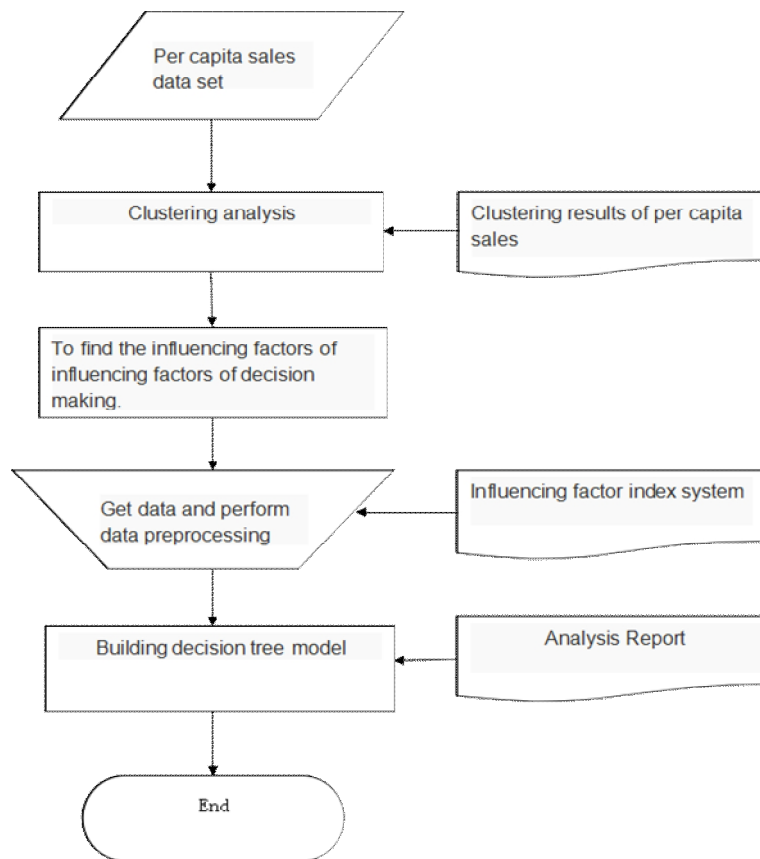 Per capita sales
data set
Clustering analysis
Clustering results of per capita
sales
To find the influencing factors of
influencing factors of decision
making.
Get data and perform
data preprocessing
Influencing factor index system
Building decision tree model
Analysis Report
End